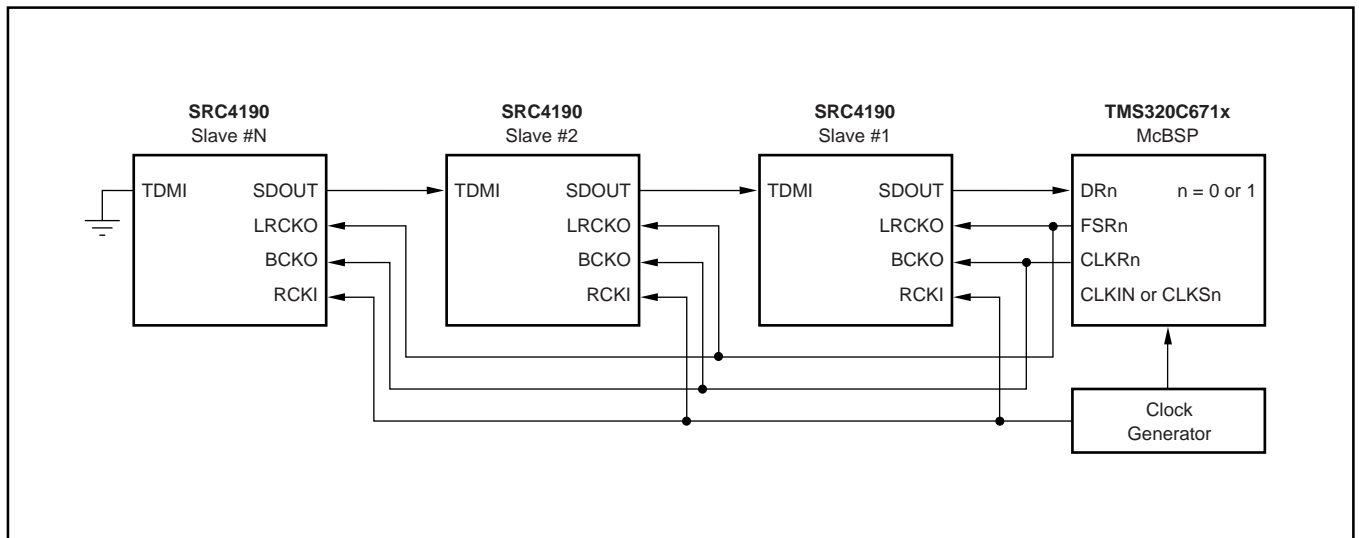 SRC4190
Slave #N
TDMI
SDOUT
LRCKO
BCKO
RCKI
SRC4190
Slave #2
TDMI
SDOUT
LRCKO
BCKO
RCKI
SRC4190
Slave #1
TDMI
SDOUT
LRCKO
BCKO
RCKI
TMS320C671x
McBSP
DRn n = 0 or 1
FSRn
CLKRn
CLKIN or CLKSn
Clock
Generator